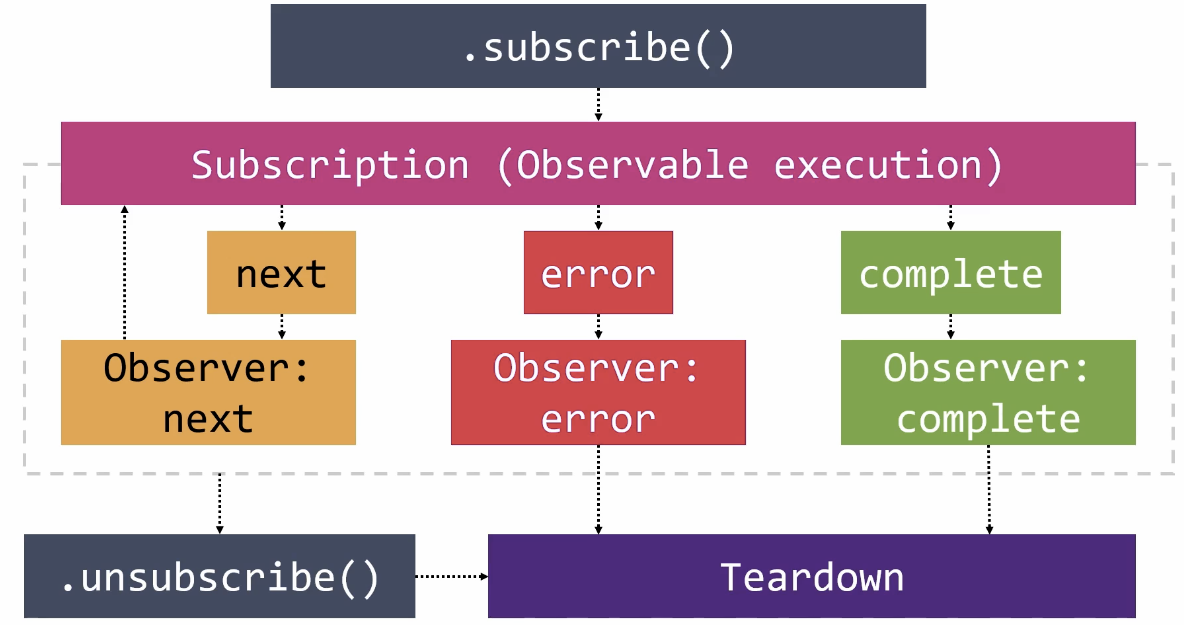 .subscribe()
Subscription (Observable execution)
next
error
complete
Observer:
next
Observer:
error
Observer:
complete
.unsubscribe()
Teardown